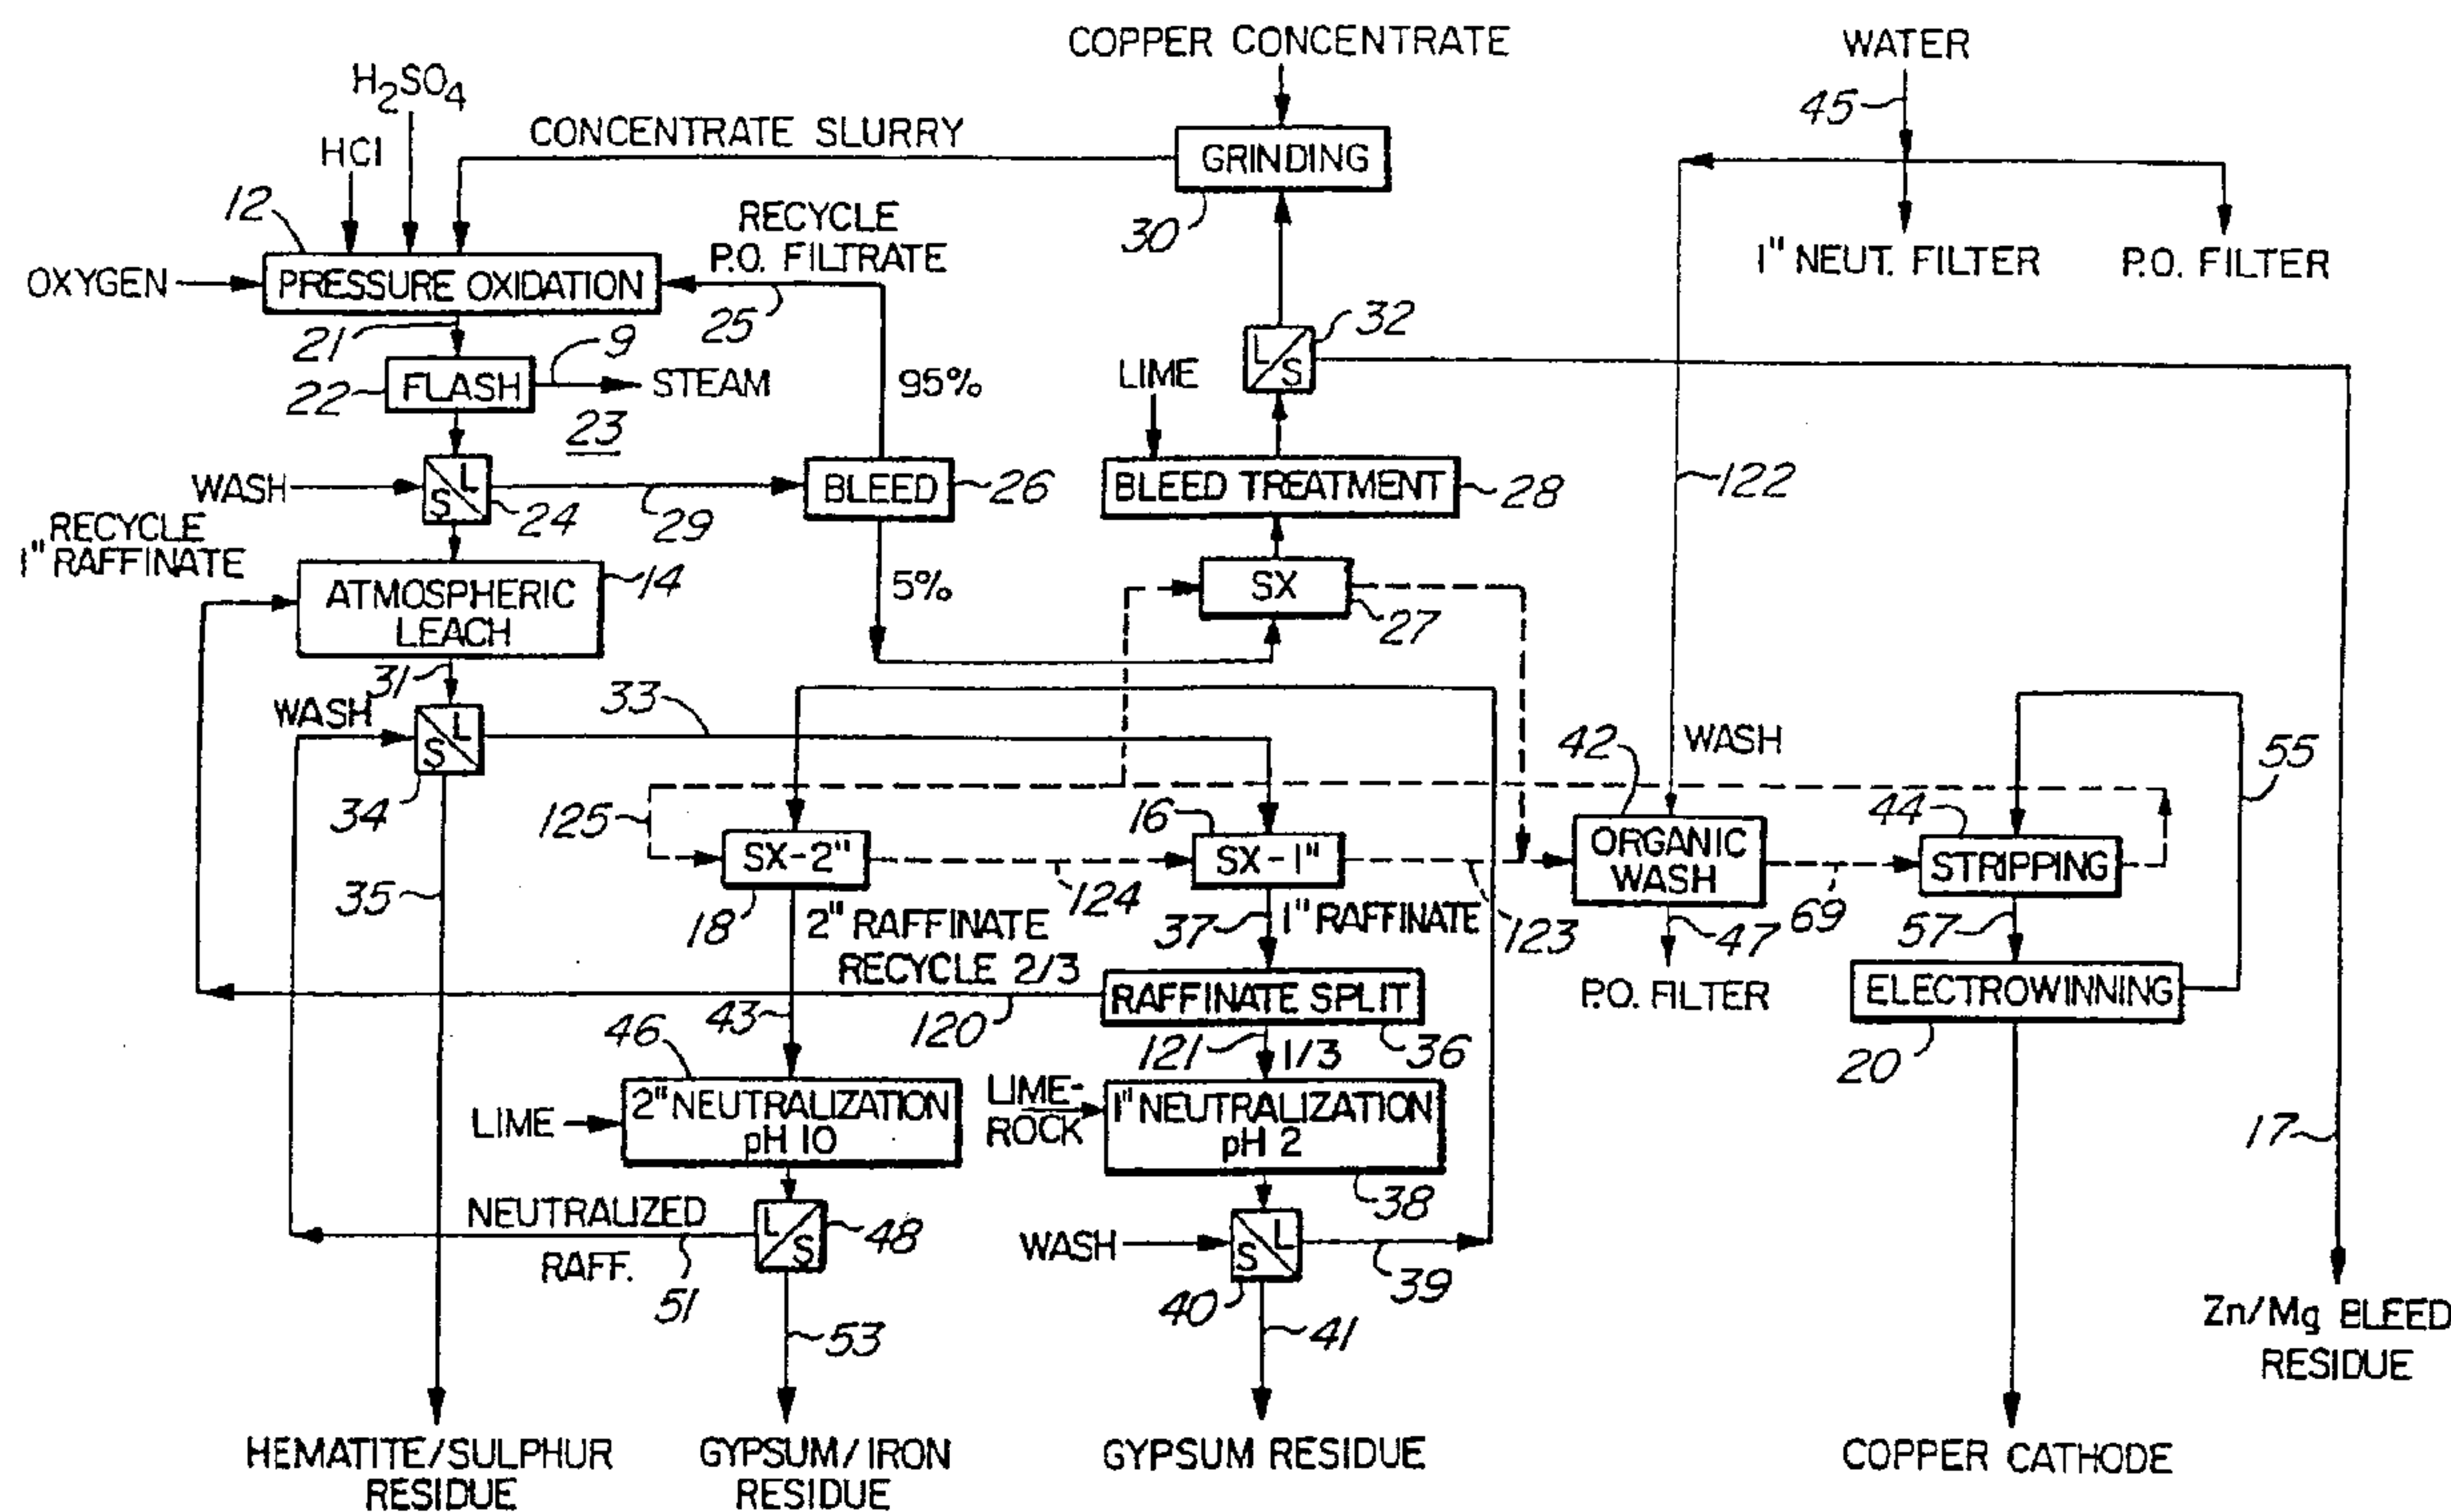 COPPER CONCENTRATE
WATER
H2SO4
45
HCl
CONCENTRATE SLURRY
GRINDING
12
30
RECYCLE
P.O. FILTRATE
1" NEUT. FILTER
P.O. FILTER
OXYGEN
PRESSURE OXIDATION
25
21
9
32
L/S
22
FLASH
STEAM
95%
LIME
23
WASH
S L
24
29
BLEED
26
BLEED TREATMENT
28
122
RECYCLE
1" RAFFINATE
ATMOSPHERIC
LEACH
14
5%
SX
27
31
WASH
33
S L
34
42
WASH
55
125
16
44
SX-2"
SX-1"
ORGANIC
WASH
STRIPPING
35
18
124
37
1" RAFFINATE
123
47
69
57
2" RAFFINATE
RECYCLE 2/3
RAFFINATE SPLIT
P.O. FILTER
ELECTROWINNING
43
120
46
121
1/3
36
20
LIME
2" NEUTRALIZATION
pH 10
LIME-
ROCK
1" NEUTRALIZATION
pH 2
17
38
NEUTRALIZED
RAFF.
L/S
48
WASH
S L
39
51
40
53
41
Zn/Mg BLEED
RESIDUE
HEMATITE/SULPHUR
RESIDUE
GYPSUM/IRON
RESIDUE
GYPSUM RESIDUE
COPPER CATHODE